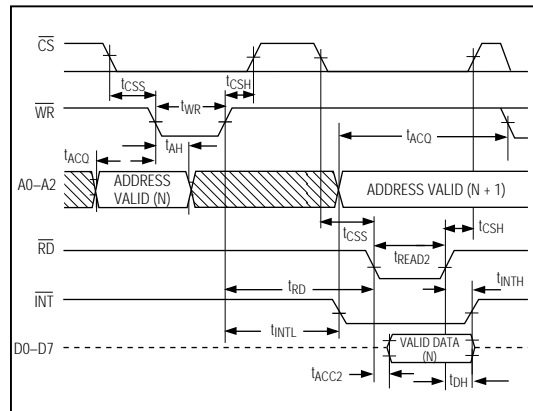 CS
tCSS
tWR
tCSH
WR
tACQ
tAH
tACQ
A0–A2
ADDRESS
VALID (N)
ADDRESS VALID (N + 1)
tCSS
tCSH
RD
tREAD2
tRD
tINTH
INT
tINTL
D0–D7
VALID DATA
(N)
tACC2
tDH